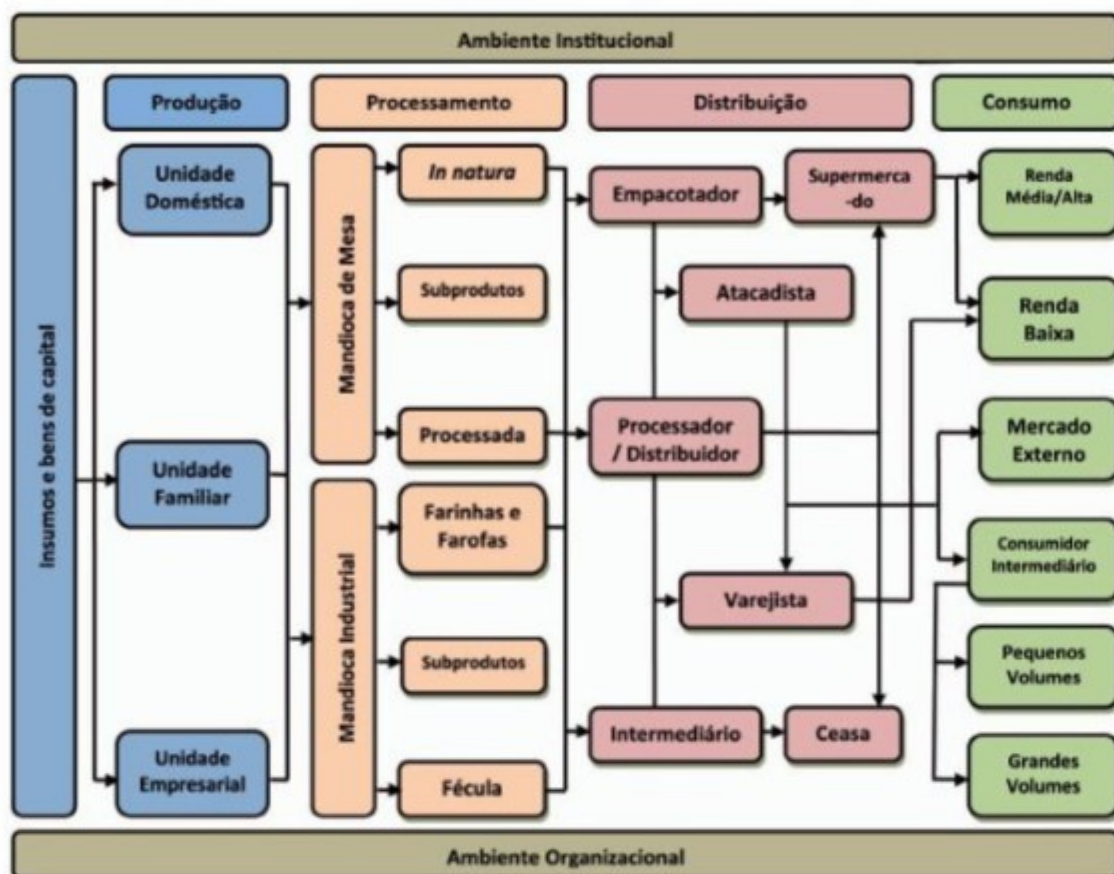 Ambiente Institucional
Insumos e bens de capital
Produção
Unidade
Doméstica
Unidade
Familiar
Unidade
Empresarial
Processamento
Mandioca de Mesa
In natura
Subprodutos
Processada
Mandioca Industrial
Farinhas e
Farofas
Subprodutos
Fécula
Distribuição
Empacotador
Supermerca
-do
Atacadista
Processador
/ Distribuidor
Varejista
Intermediário
Ceasa
Consumo
Renda
Média/Alta
Renda
Baixa
Mercado
Externo
Consumidor
Intermediário
Pequenos
Volumes
Grandes
Volumes
Ambiente Organizacional